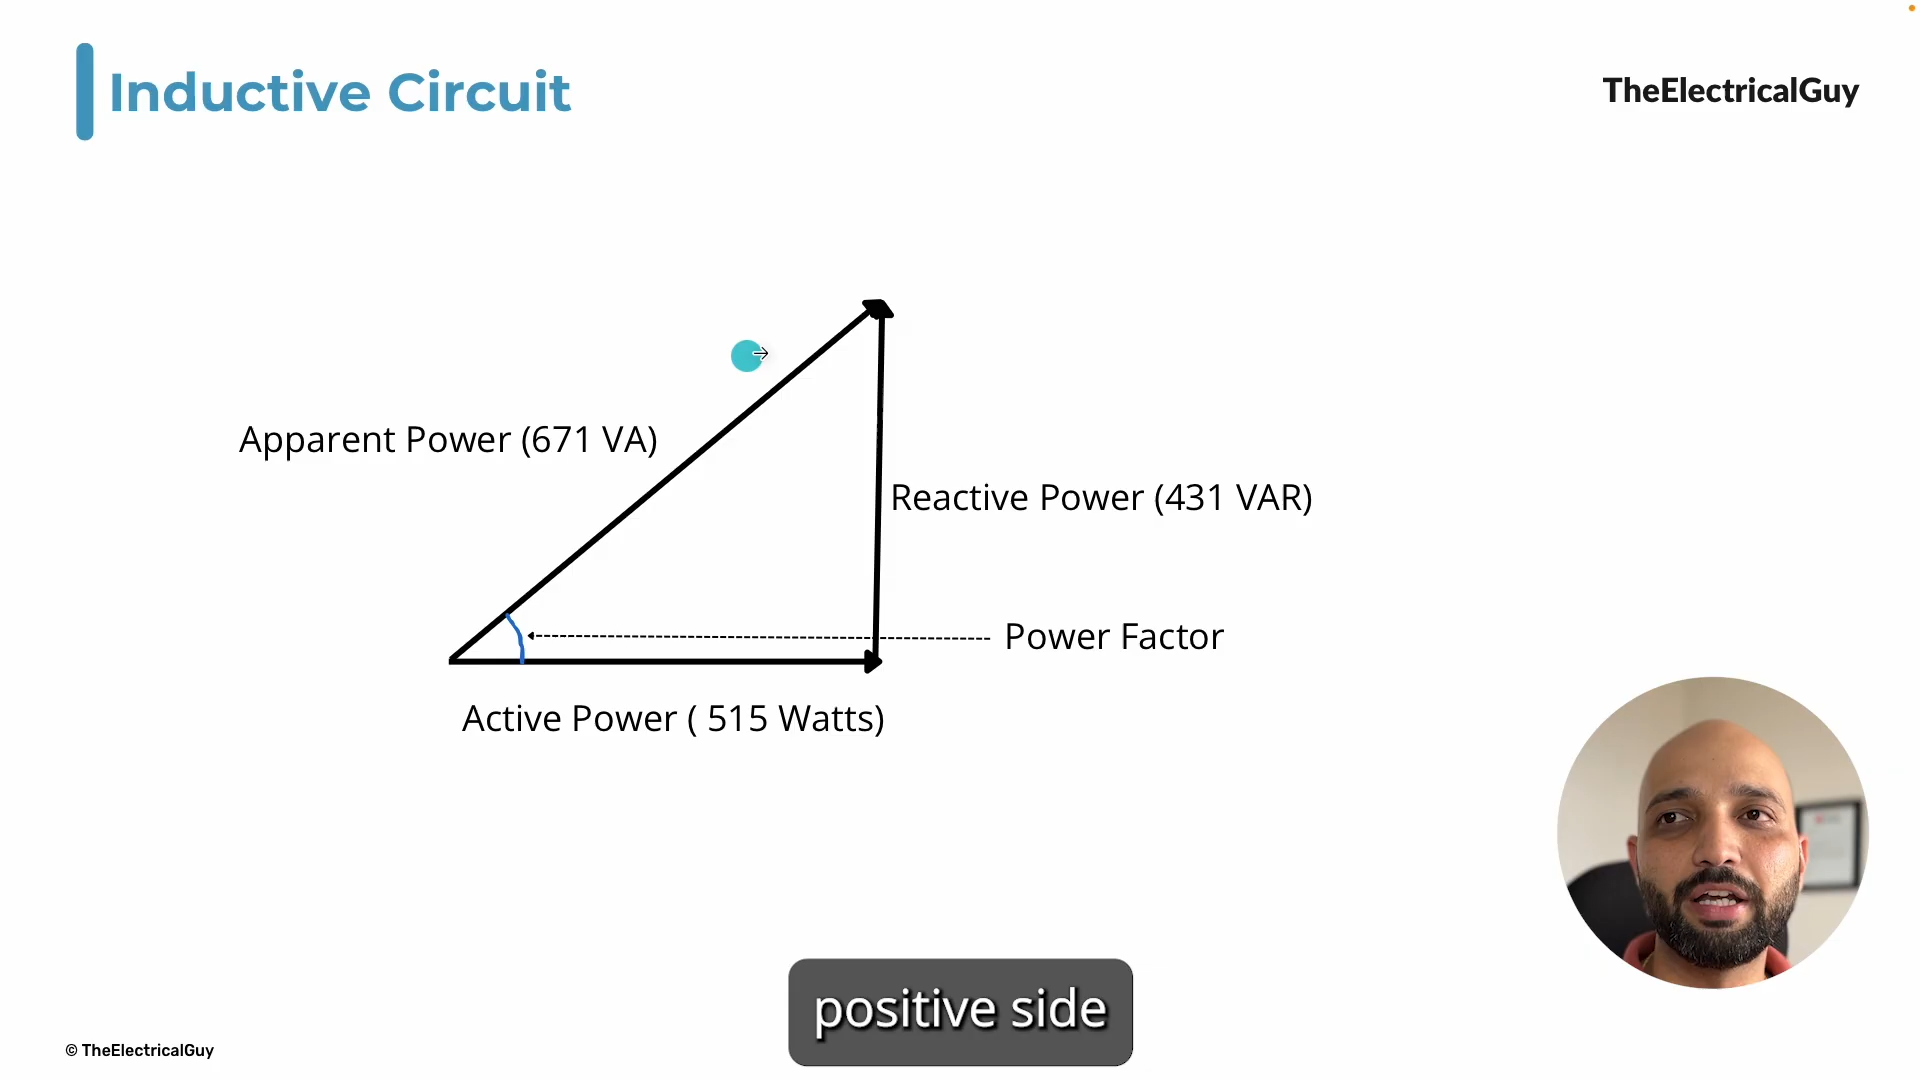 Inductive Circuit
TheElectricalGuy
Apparent Power (671 VA)
Reactive Power (431 VAR)
Power Factor
Active Power ( 515 Watts)
positive side
© TheElectricalGuy